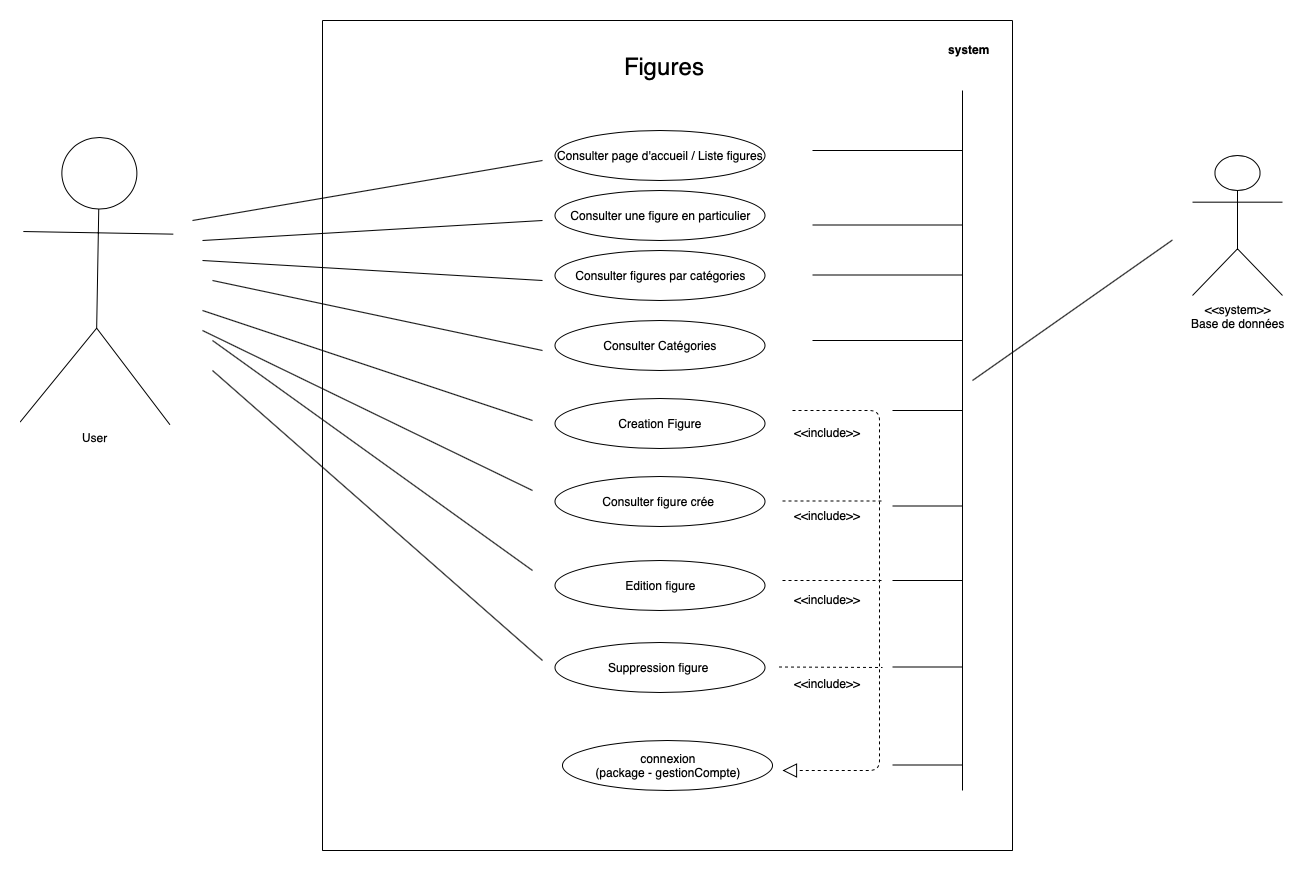 system
Figures
Consulter page d'accueil / Liste figures
Consulter une figure en particulier
Consulter figures par catégories
<<system>>
Base de données
Consulter Catégories
Creation Figure
<<include>>
User
Consulter figure crée
<<include>>
Edition figure
<<include>>
Suppression figure
<<include>>
connexion
(package - gestionCompte)